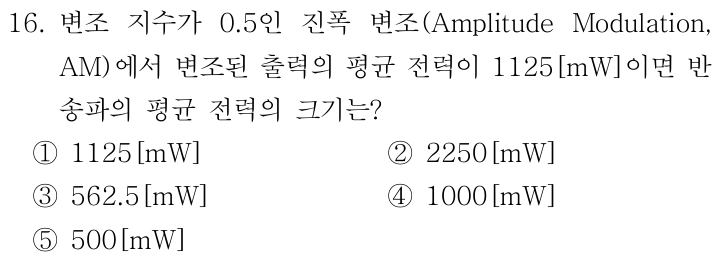 16. 변조 지수가 0.5인 진폭 변조(Amplitude Modulation,
AM)에서 변조된 출력의 평균 전력이 1125[mW]이면 반
송파의 평균 전력의 크기는?
① 1125[mW] ② 2250[mW]
③ 562.5[mW] ④ 1000[mW]
⑤ 500[mW]